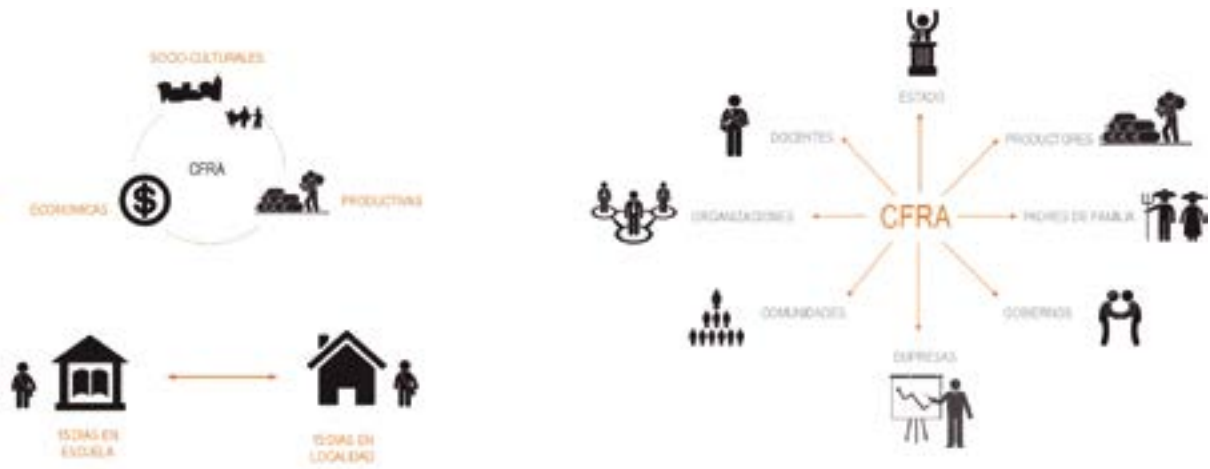 SOCIO-CULTURALES
CFRA
ECONOMICAS
PRODUCTIVAS
15 DIAS EN
ESCUELA
15 DIAS EN
LOCALIDAD
ESTADO
DOCENTES
PRODUCTORES
ORGANIZACIONES
CFRA
PADRES DE FAMILIA
COMUNIDADES
GOBIERNOS
EMPRESAS